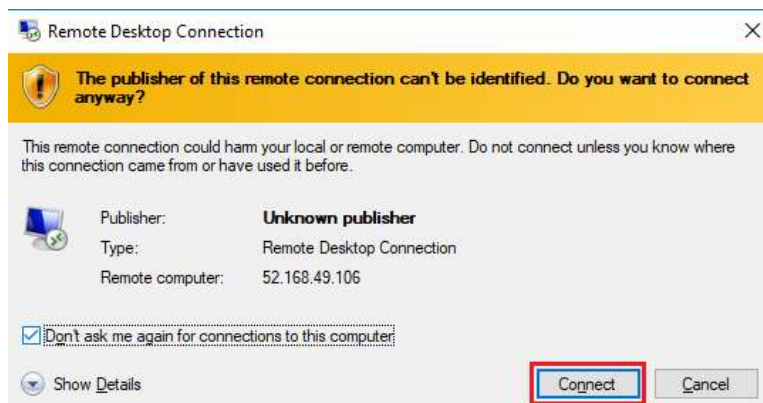 Remote Desktop Connection
The publisher of this remote connection can't be identified. Do you want to connect
anyway?
This remote connection could harm your local or remote computer. Do not connect unless you know where
this connection came from or have used it before.
Publisher: Unknown publisher
Type: Remote Desktop Connection
Remote computer: 52.168.49.106
Don't ask me again for connections to this computer
Show Details
Connect Cancel